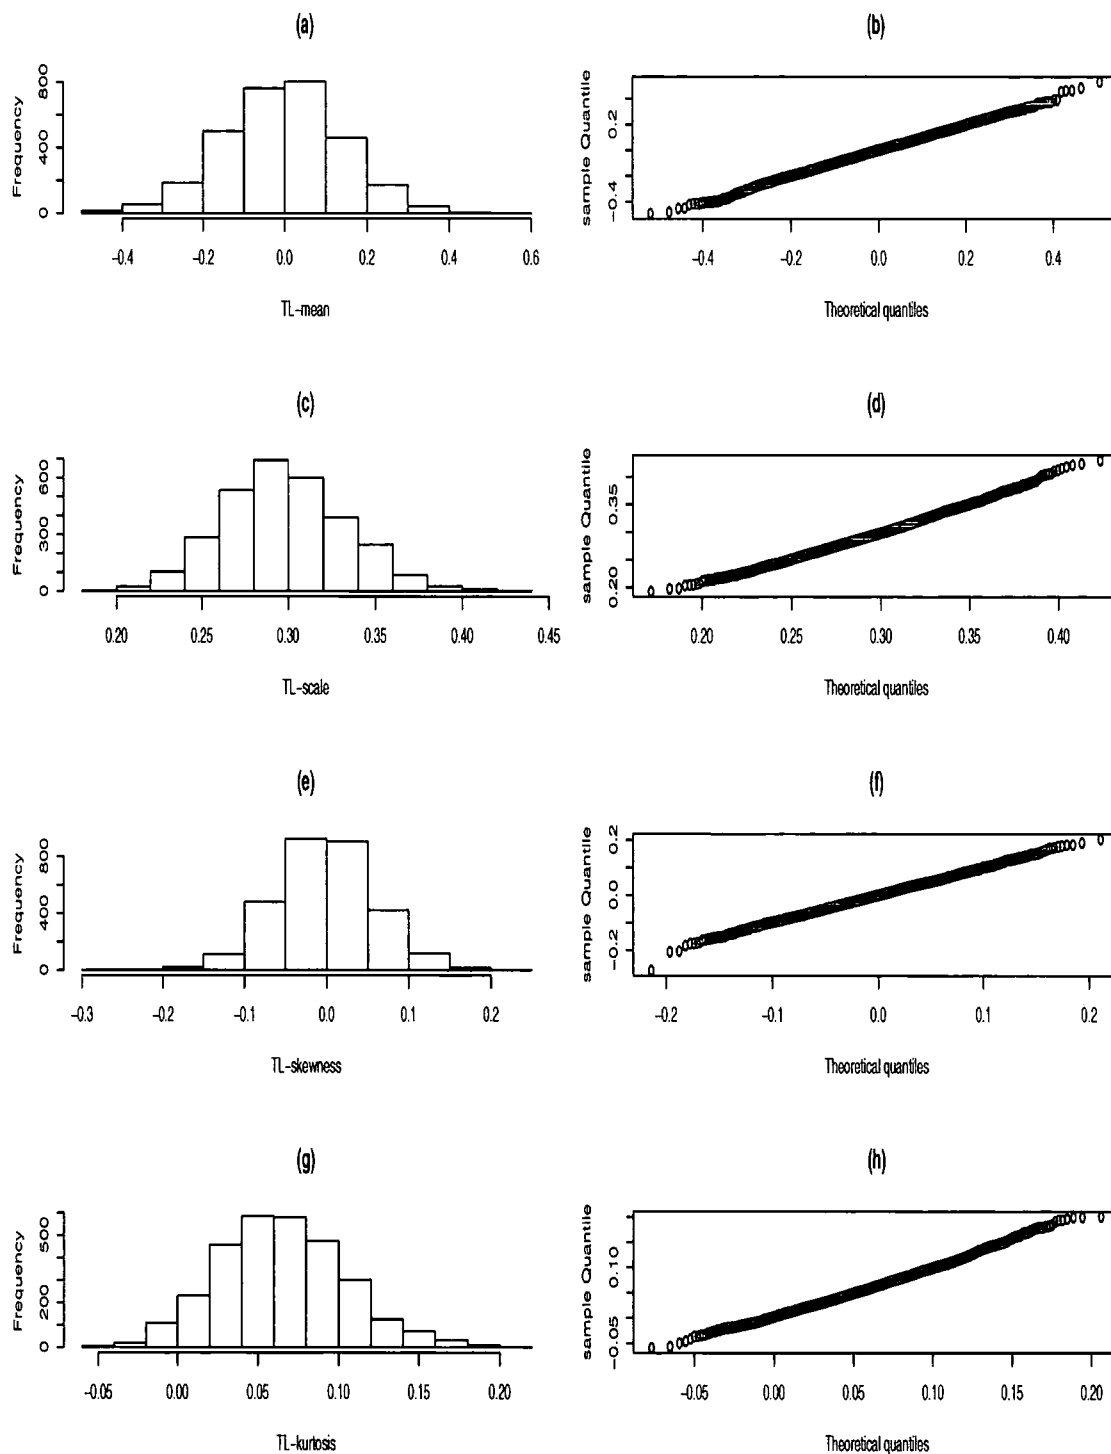 (a)
Frequency
0 400 800
-0.4 -0.2 0.0 0.2 0.4 0.6
TL-mean
(b)
sample Quantile
-0.4 0.2
-0.4 -0.2 0.0 0.2 0.4
Theoretical quantiles
(c)
Frequency
0 300 600
0.20 0.25 0.30 0.35 0.40 0.45
TL-scale
(d)
sample Quantile
0.20 0.35
0.20 0.25 0.30 0.35 0.40
Theoretical quantiles
(e)
Frequency
0 400 800
-0.3 -0.2 -0.1 0.0 0.1 0.2
TL-skewness
(f)
sample Quantile
-0.2 0.0 0.2
-0.2 -0.1 0.0 0.1 0.2
Theoretical quantiles
(g)
Frequency
0 200 500
-0.05 0.00 0.05 0.10 0.15 0.20
TL-kurtosis
(h)
sample Quantile
-0.05 0.10
-0.05 0.00 0.05 0.10 0.15 0.20
Theoretical quantiles